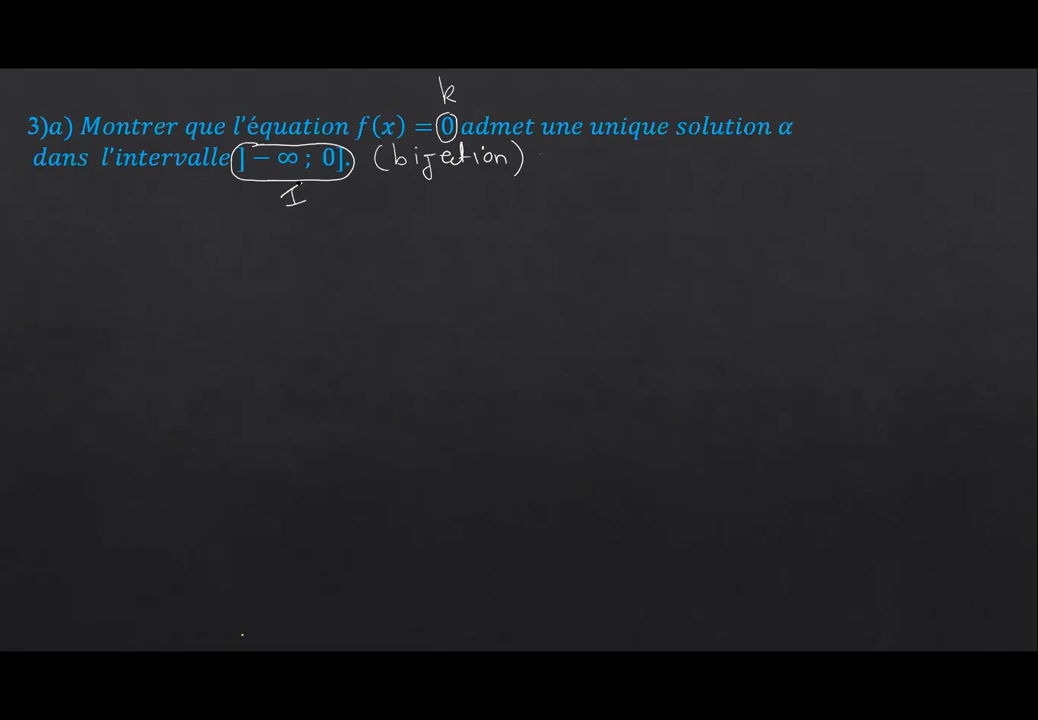 k
3)a) Montrer que l'équation f(x) = 0 admet une unique solution α
dans l'intervalle ]− ∞ ; 0]. (bijection)
I